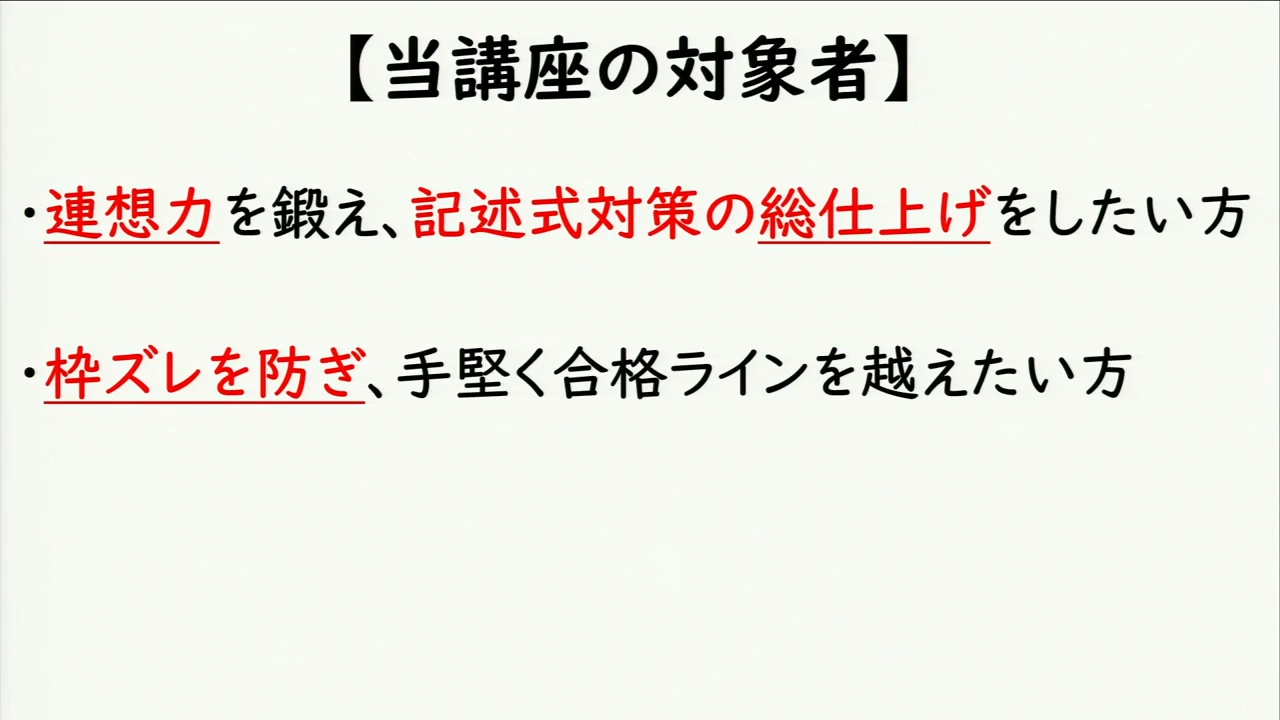 【当講座の対象者】
・連想力を鍛え、記述式対策の総仕上げをしたい方
・枠ズレを防ぎ、手堅く合格ラインを越えたい方